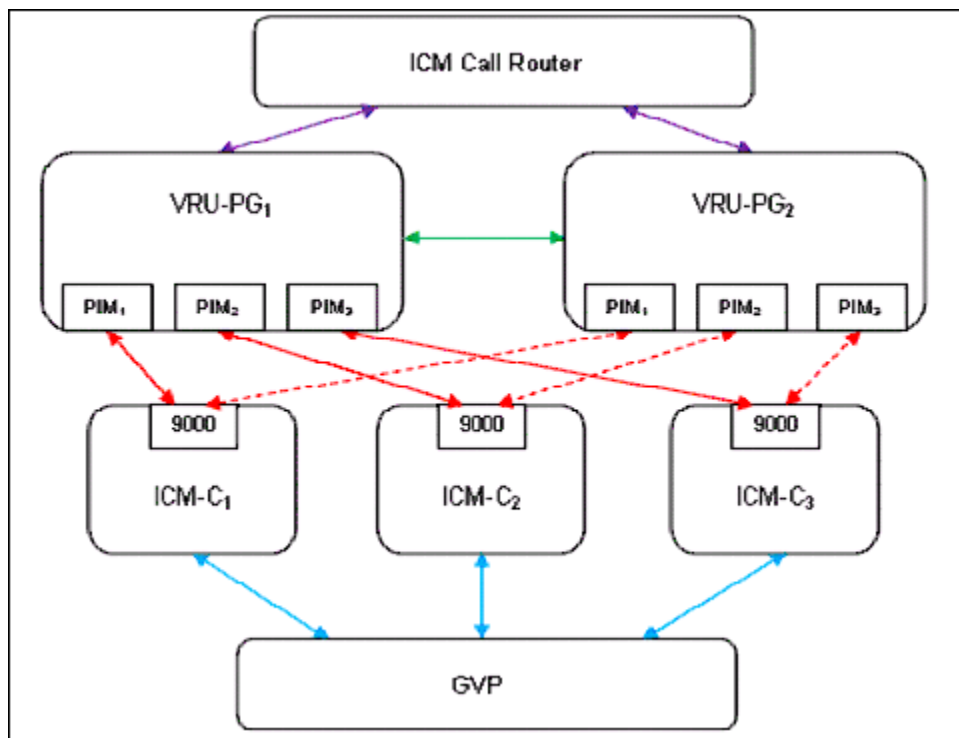 ICM Call Router
VRU-PG₁
VRU-PG₂
PIM₁
PIM₂
PIM₃
PIM₁
PIM₂
PIM₃
9000
9000
9000
ICM-C₁
ICM-C₂
ICM-C₃
GVP